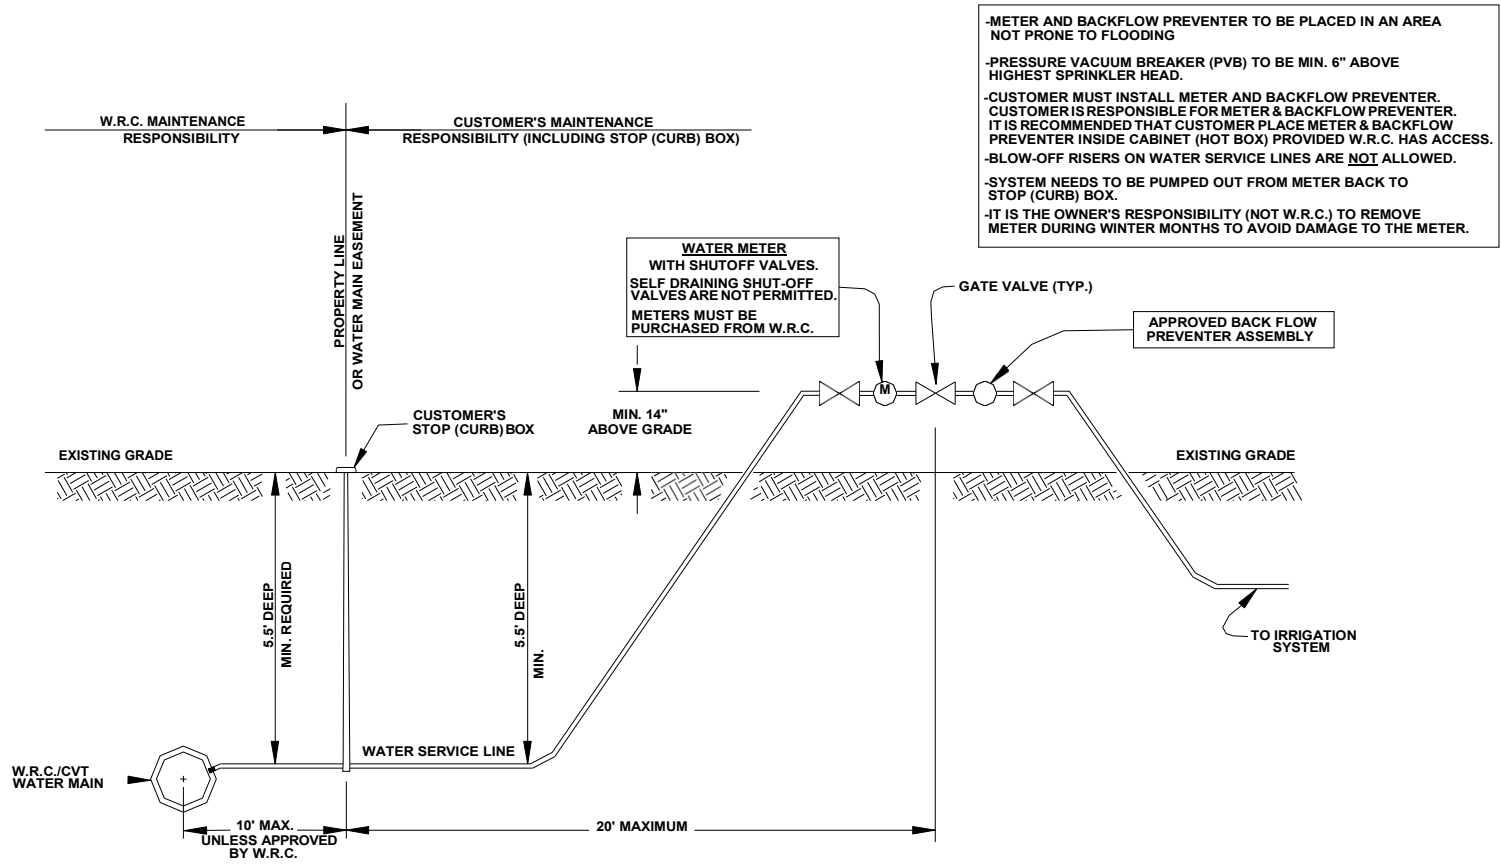 -METER AND BACKFLOW PREVENTER TO BE PLACED IN AN AREA
NOT PRONE TO FLOODING
-PRESSURE VACUUM BREAKER (PVB) TO BE MIN. 6" ABOVE
HIGHEST SPRINKLER HEAD.
-CUSTOMER MUST INSTALL METER AND BACKFLOW PREVENTER.
CUSTOMER IS RESPONSIBLE FOR METER & BACKFLOW PREVENTER.
IT IS RECOMMENDED THAT CUSTOMER PLACE METER & BACKFLOW
PREVENTER INSIDE CABINET (HOT BOX) PROVIDED W.R.C. HAS ACCESS.
-BLOW-OFF RISERS ON WATER SERVICE LINES ARE NOT ALLOWED.
-SYSTEM NEEDS TO BE PUMPED OUT FROM METER BACK TO
STOP (CURB) BOX.
-IT IS THE OWNER'S RESPONSIBILITY (NOT W.R.C.) TO REMOVE
METER DURING WINTER MONTHS TO AVOID DAMAGE TO THE METER.
W.R.C. MAINTENANCE
RESPONSIBILITY
CUSTOMER'S MAINTENANCE
RESPONSIBILITY (INCLUDING STOP (CURB) BOX)
PROPERTY LINE
OR WATER MAIN EASEMENT
WATER METER
WITH SHUTOFF VALVES.
SELF DRAINING SHUT-OFF
VALVES ARE NOT PERMITTED.
METERS MUST BE
PURCHASED FROM W.R.C.
GATE VALVE (TYP.)
APPROVED BACK FLOW
PREVENTER ASSEMBLY
M
CUSTOMER'S
STOP (CURB) BOX
MIN. 14"
ABOVE GRADE
EXISTING GRADE
EXISTING GRADE
5.5' DEEP
MIN. REQUIRED
5.5' DEEP
MIN.
TO IRRIGATION
SYSTEM
WATER SERVICE LINE
W.R.C./CVT
WATER MAIN
10' MAX.
UNLESS APPROVED
BY W.R.C.
20' MAXIMUM